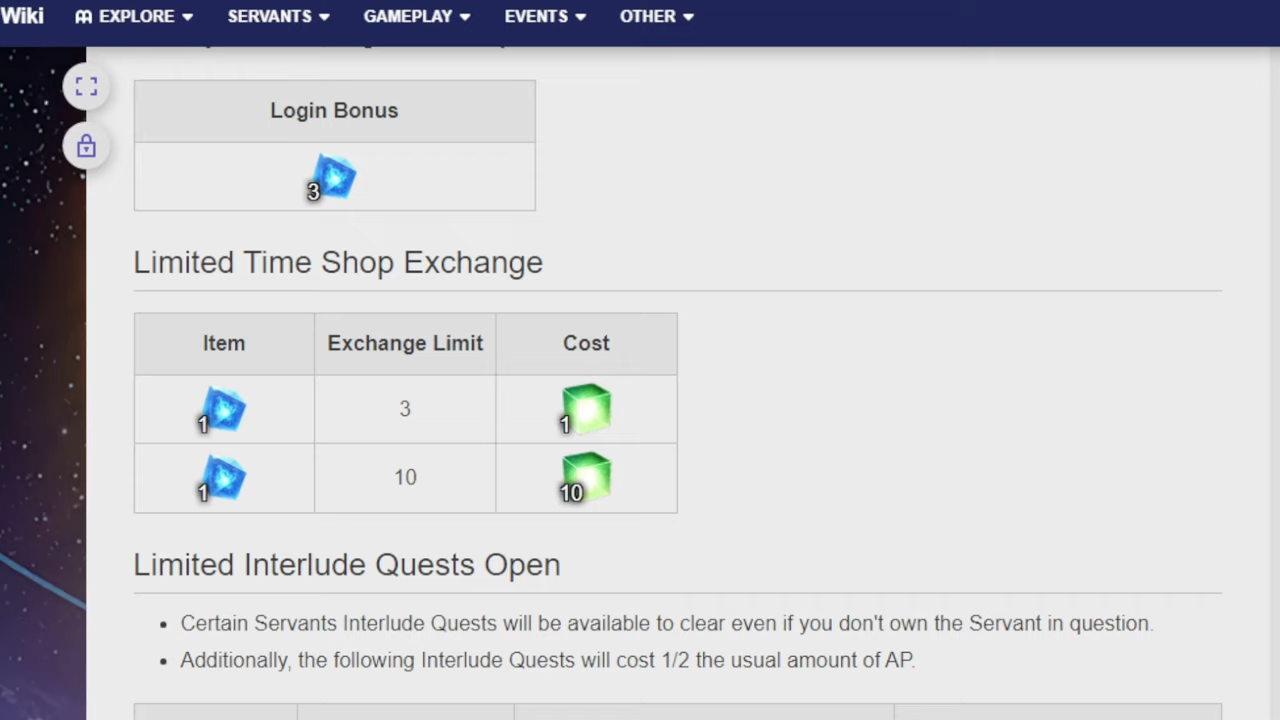 Wiki EXPLORE SERVANTS GAMEPLAY EVENTS OTHER
Login Bonus
3
Limited Time Shop Exchange
Item Exchange Limit Cost
1 3 1
1 10 10
Limited Interlude Quests Open
• Certain Servants Interlude Quests will be available to clear even if you don't own the Servant in question.
• Additionally, the following Interlude Quests will cost 1/2 the usual amount of AP.